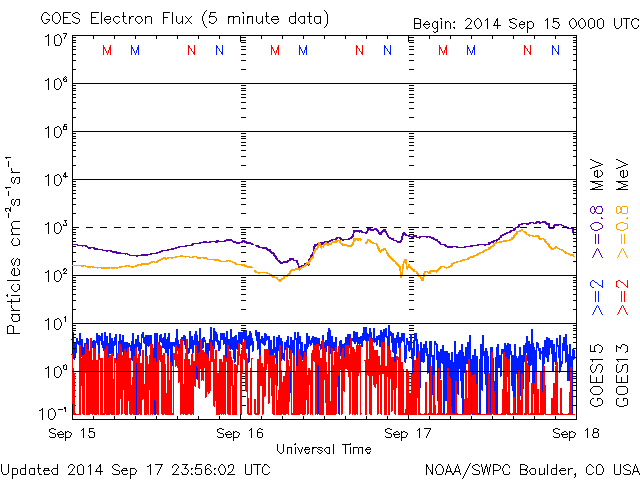 GOES Electron Flux (5 minute data)
Begin: 2014 Sep 15 0000 UTC
10⁷
M M N N M M N N M M N N
10⁶
10⁵
10⁴
10³
10²
10¹
10⁰
10⁻¹
Particles cm⁻²s⁻¹sr⁻¹
Sep 15 Sep 16 Sep 17 Sep 18
Universal Time
GOES15 >=2 >=0.8 MeV
GOES13 >=2 >=0.8 MeV
Updated 2014 Sep 17 23:56:02 UTC
NOAA/SWPC Boulder, CO USA